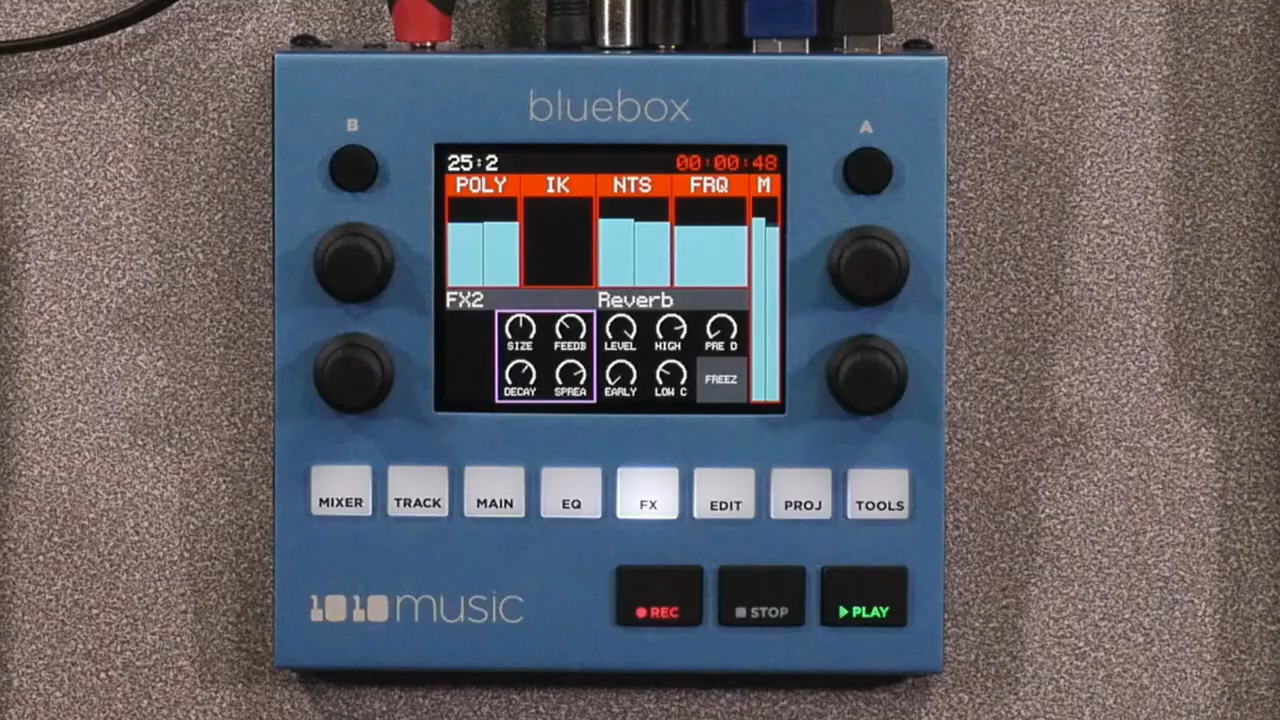 bluebox
B
A
25:2 00:00:48
POLY IK NTS FRQ M
FX2 Reverb
SIZE FEEDB LEVEL HIGH PRE D
DECAY SPREA EARLY LOW C FREEZ
MIXER TRACK MAIN EQ FX EDIT PROJ TOOLS
1010music
REC STOP PLAY